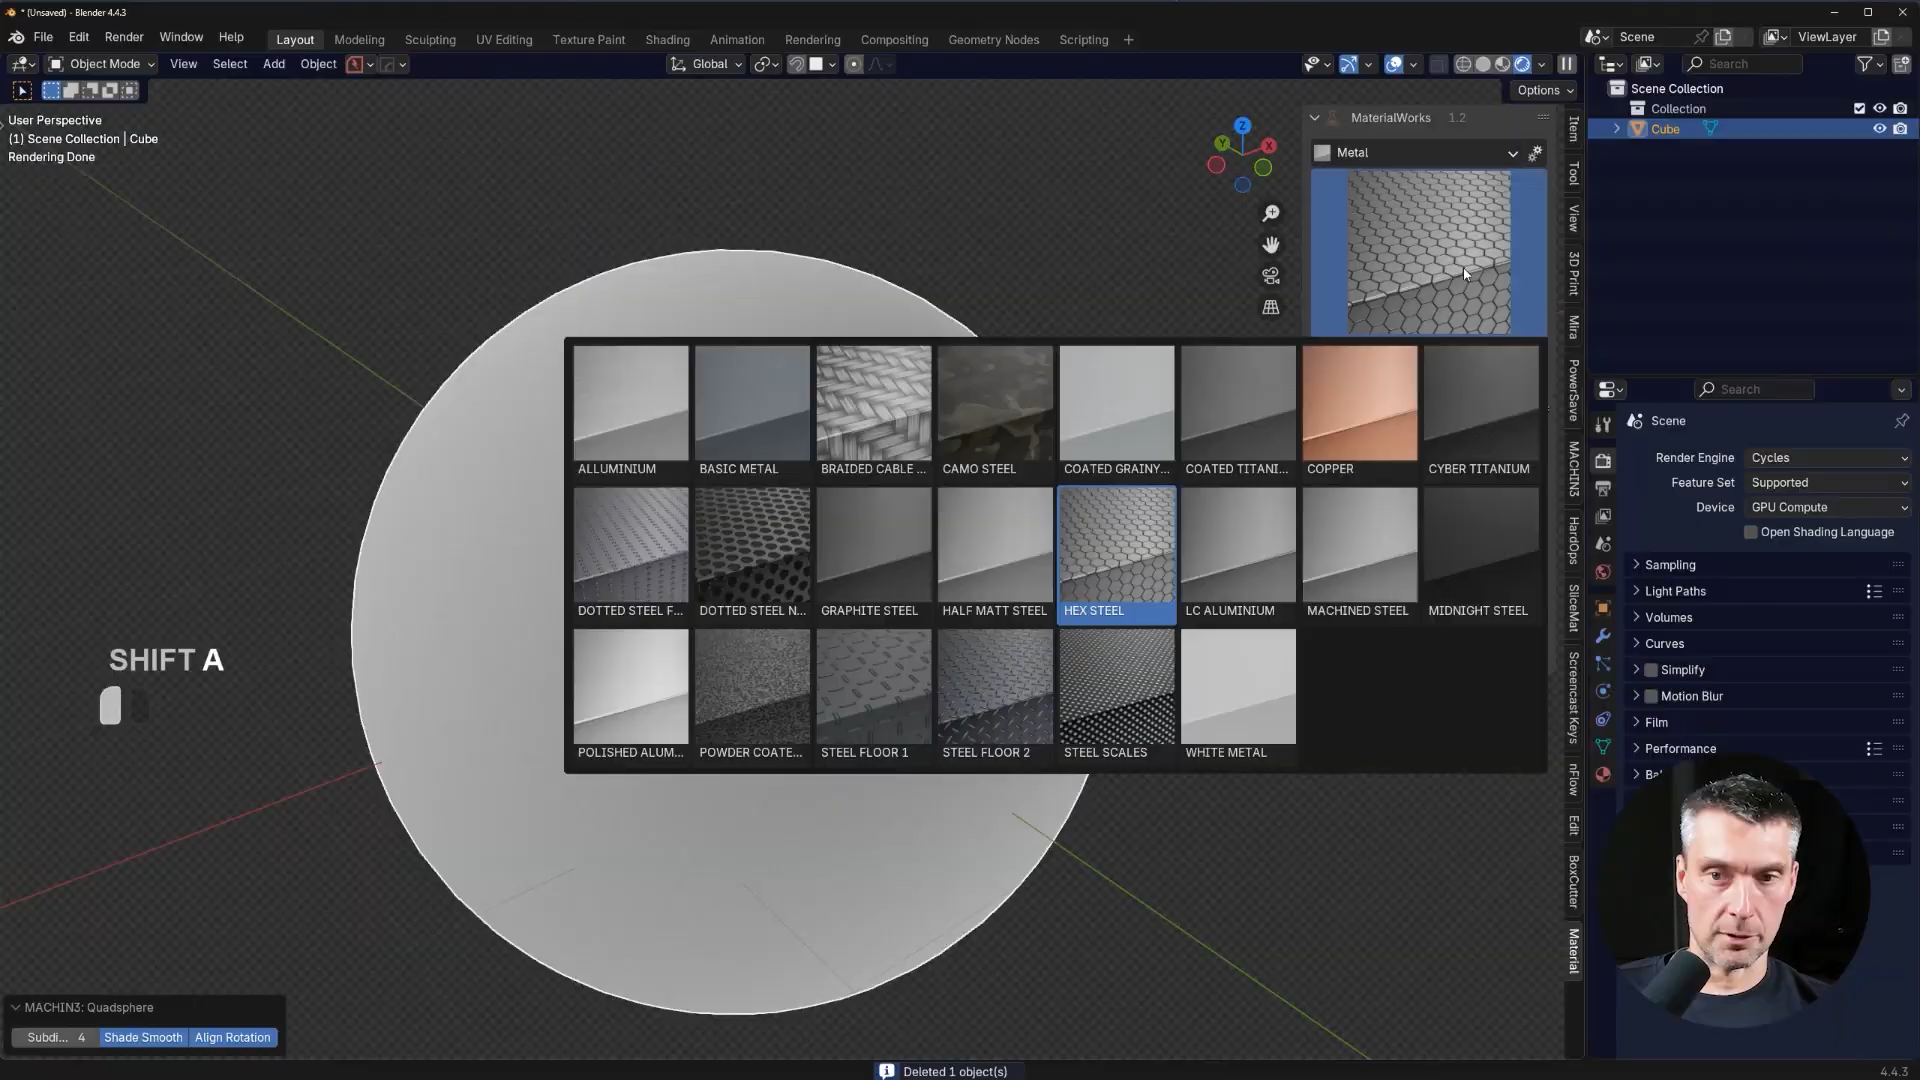 * (Unsaved) - Blender 4.4.3
File Edit Render Window Help Layout Modeling Sculpting UV Editing Texture Paint Shading Animation Rendering Compositing Geometry Nodes Scripting +
Scene
ViewLayer
Object Mode View Select Add Object
Global
Search
Options
User Perspective
(1) Scene Collection | Cube
Rendering Done
Scene Collection
Collection
Cube
Z
Y
X
MaterialWorks 1.2
Metal
Item
Tool
View
3D Print
Mira
PowerSave
MACHIN3
HardOps
SliceMat
Screencast Keys
nFlow
Edit
BoxCutter
Material
ALLUMINIUM
BASIC METAL
BRAIDED CABLE ...
CAMO STEEL
COATED GRAINY...
COATED TITANI...
COPPER
CYBER TITANIUM
DOTTED STEEL F...
DOTTED STEEL N...
GRAPHITE STEEL
HALF MATT STEEL
HEX STEEL
LC ALUMINIUM
MACHINED STEEL
MIDNIGHT STEEL
POLISHED ALUM...
POWDER COATE...
STEEL FLOOR 1
STEEL FLOOR 2
STEEL SCALES
WHITE METAL
Search
Scene
Render Engine Cycles
Feature Set Supported
Device GPU Compute
Open Shading Language
Sampling
Light Paths
Volumes
Curves
Simplify
Motion Blur
Film
Performance
SHIFT A
MACHIN3: Quadsphere
Subdi... 4 Shade Smooth Align Rotation
Deleted 1 object(s)
4.4.3